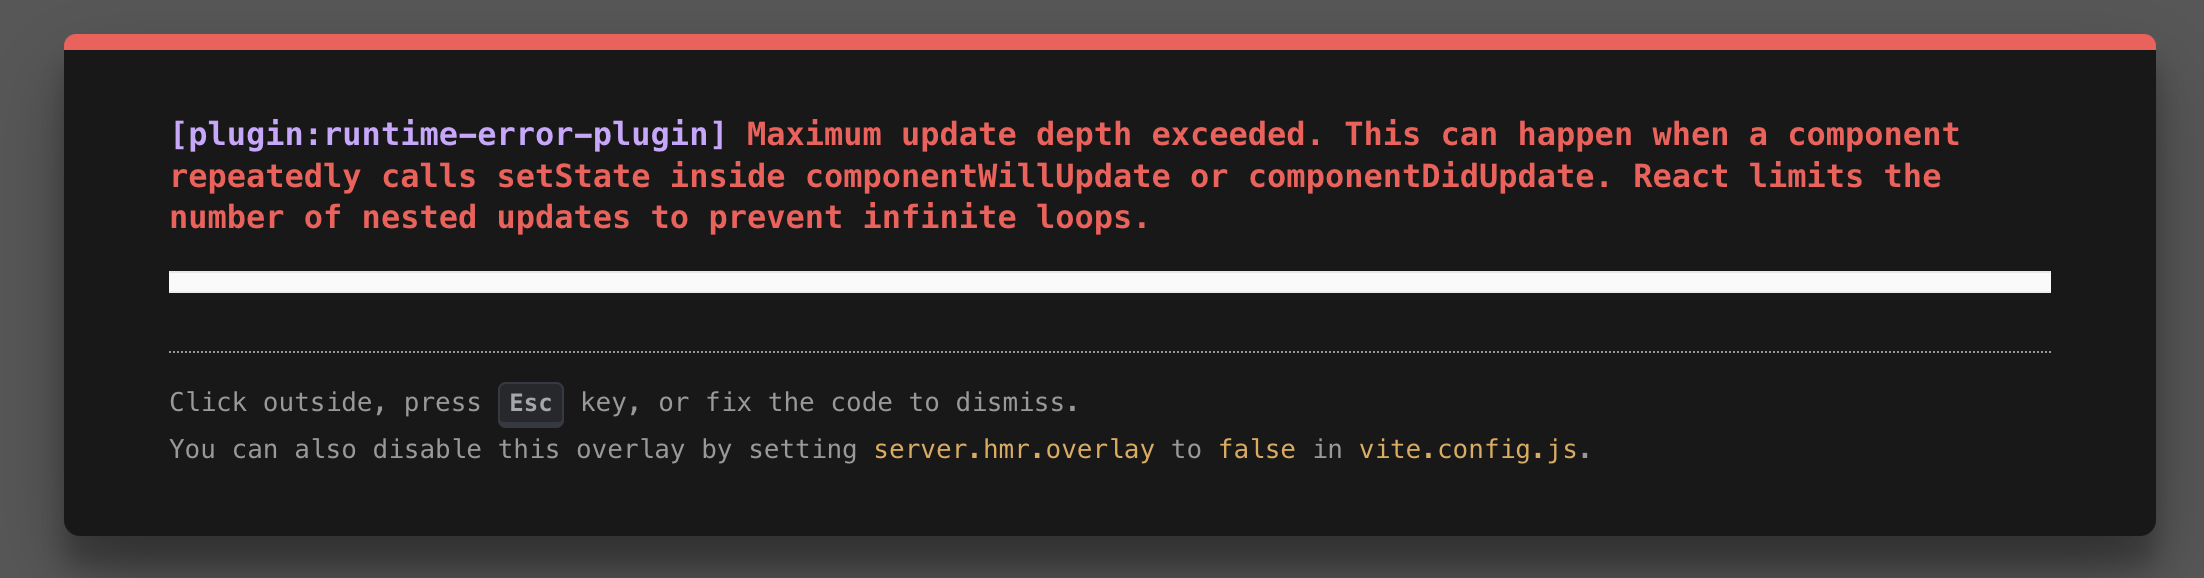 [plugin:runtime-error-plugin] Maximum update depth exceeded. This can happen when a component
repeatedly calls setState inside componentWillUpdate or componentDidUpdate. React limits the
number of nested updates to prevent infinite loops.
Click outside, press Esc key, or fix the code to dismiss.
You can also disable this overlay by setting server.hmr.overlay to false in vite.config.js.